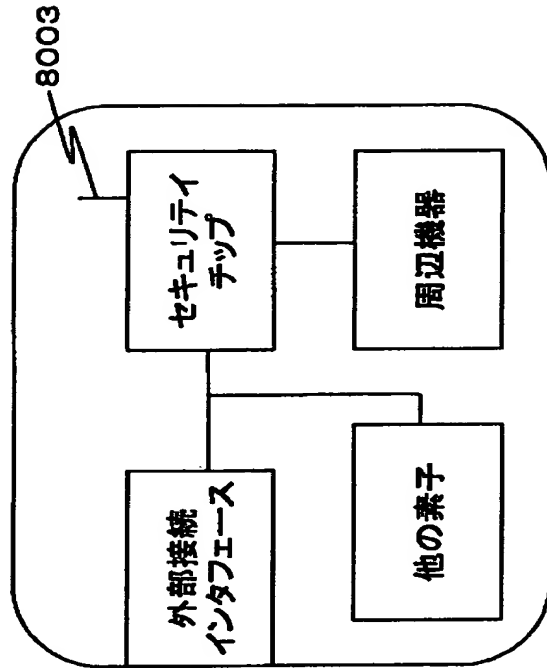 8003
外部接続
インタフェース
セキュリティ
チップ
他の素子
周辺機器